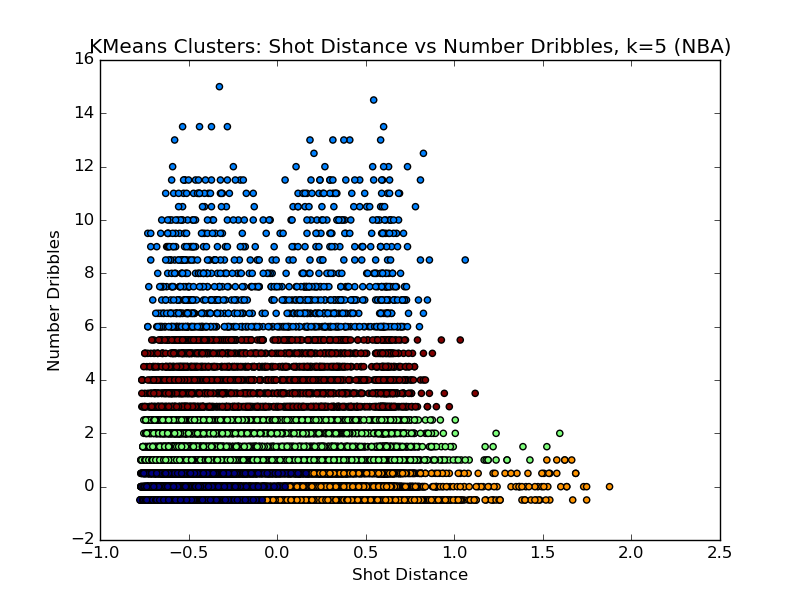 KMeans Clusters: Shot Distance vs Number Dribbles, k=5 (NBA)
16
14
12
10
8
6
4
2
0
−2
Number Dribbles
−1.0 −0.5 0.0 0.5 1.0 1.5 2.0 2.5
Shot Distance